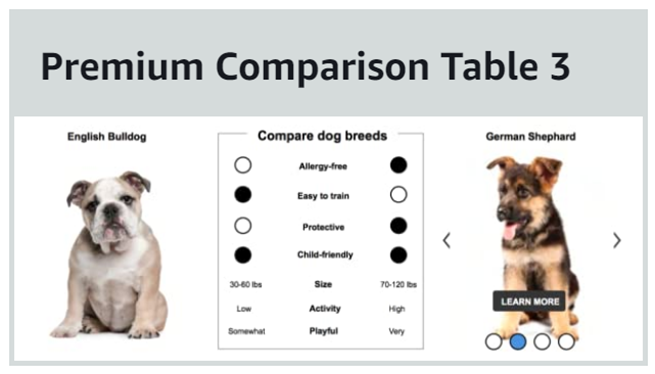 Premium Comparison Table 3
English Bulldog
Compare dog breeds
German Shephard
Allergy-free
Easy to train
Protective
Child-friendly
30-60 lbs Size 70-120 lbs
Low Activity High
Somewhat Playful Very
LEARN MORE